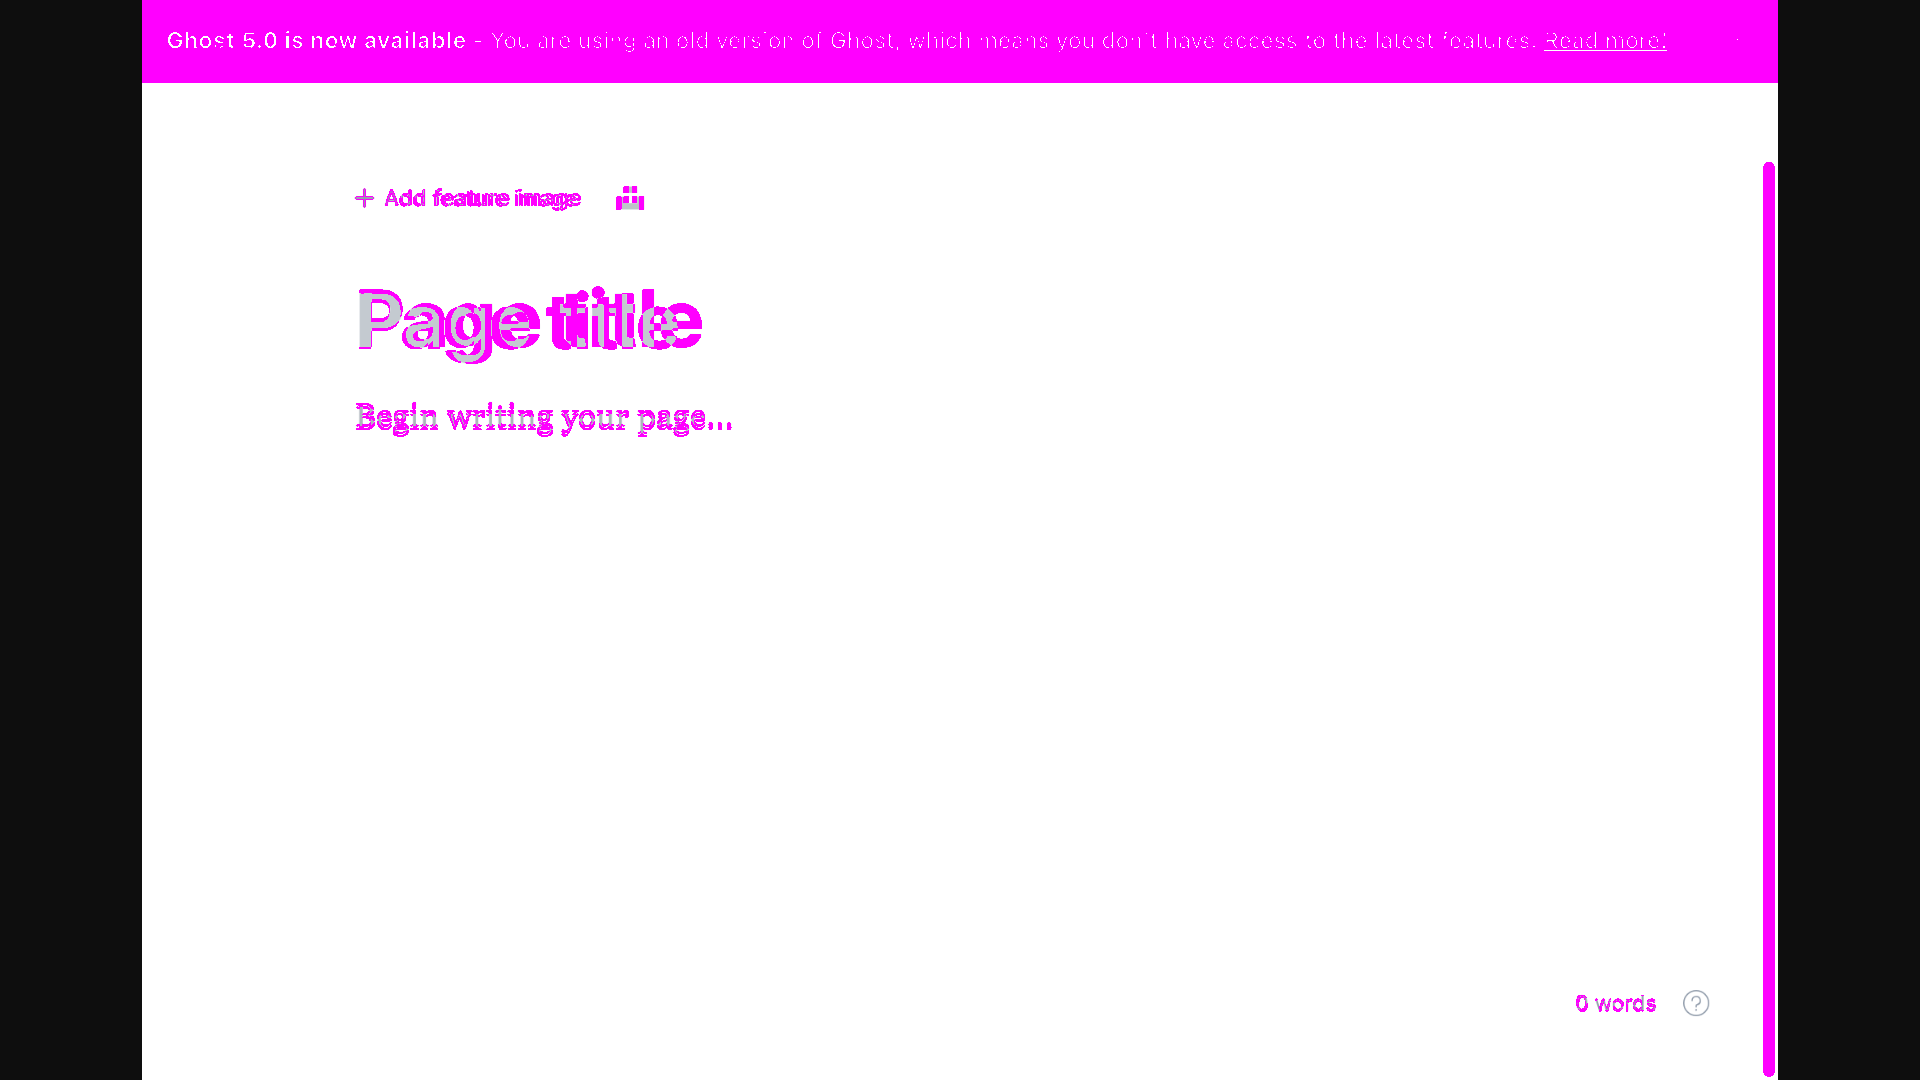 Ghost 5.0 is now available - You are using an old version of Ghost, which means you don't have access to the latest features. Read more!
+ Add feature image
Page title
Begin writing your page...
0 words ?